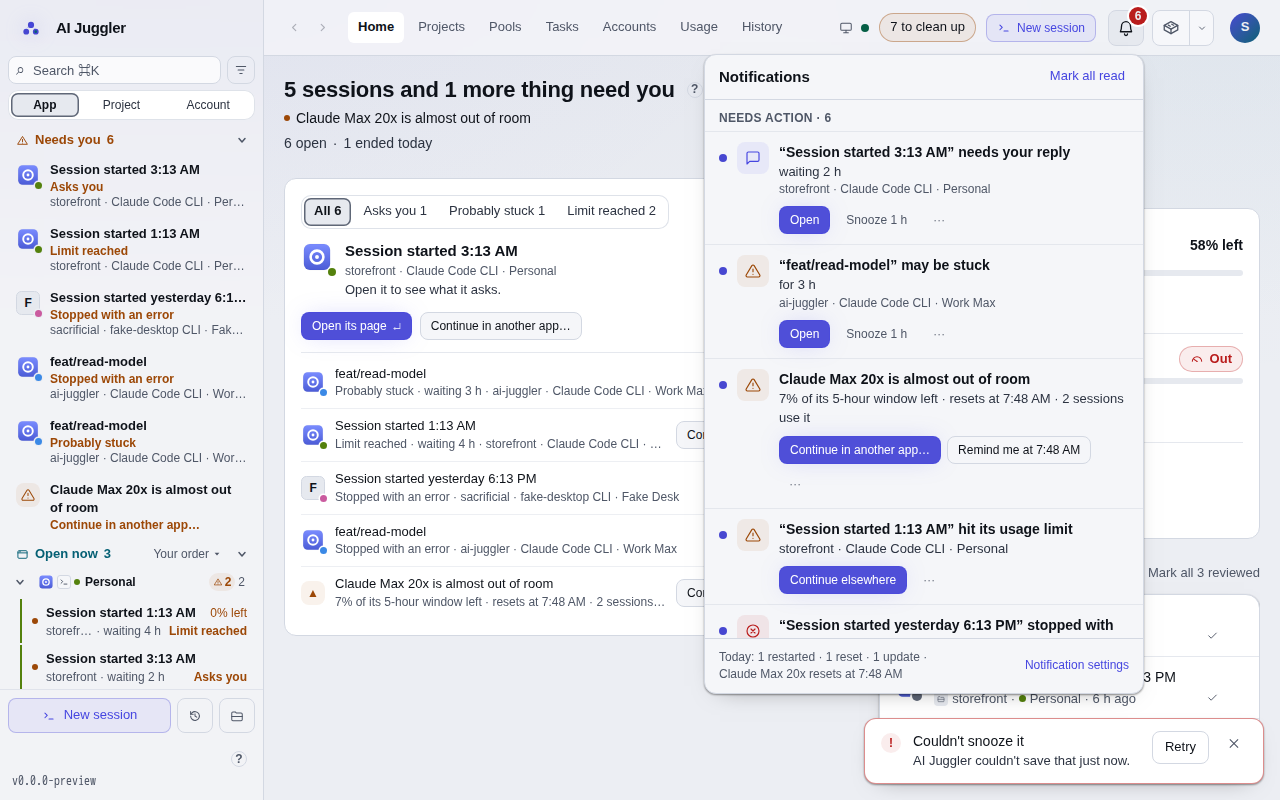 AI Juggler
Search ⌘K
App
Project
Account
Needs you 6
Session started 3:13 AM
Asks you
storefront · Claude Code CLI · Per…
Session started 1:13 AM
Limit reached
storefront · Claude Code CLI · Per…
F
Session started yesterday 6:1…
Stopped with an error
sacrificial · fake-desktop CLI · Fak…
feat/read-model
Stopped with an error
ai-juggler · Claude Code CLI · Wor…
feat/read-model
Probably stuck
ai-juggler · Claude Code CLI · Wor…
Claude Max 20x is almost out
of room
Continue in another app…
Open now 3
Your order
Personal
2 2
Session started 1:13 AM 0% left
storefr… · waiting 4 h Limit reached
Session started 3:13 AM
storefront · waiting 2 h Asks you
New session
?
v0.0.0-preview
Home
Projects
Pools
Tasks
Accounts
Usage
History
7 to clean up
New session
6
S
5 sessions and 1 more thing need you ?
Claude Max 20x is almost out of room
6 open · 1 ended today
All 6
Asks you 1
Probably stuck 1
Limit reached 2
Session started 3:13 AM
storefront · Claude Code CLI · Personal
Open it to see what it asks.
Open its page
Continue in another app…
feat/read-model
Probably stuck · waiting 3 h · ai-juggler · Claude Code CLI · Work Ma
Session started 1:13 AM
Limit reached · waiting 4 h · storefront · Claude Code CLI · …
F
Session started yesterday 6:13 PM
Stopped with an error · sacrificial · fake-desktop CLI · Fake Desk
feat/read-model
Stopped with an error · ai-juggler · Claude Code CLI · Work Max
Claude Max 20x is almost out of room
7% of its 5-hour window left · resets at 7:48 AM · 2 sessions…
Notifications
Mark all read
NEEDS ACTION · 6
“Session started 3:13 AM” needs your reply
waiting 2 h
storefront · Claude Code CLI · Personal
Open
Snooze 1 h
···
“feat/read-model” may be stuck
for 3 h
ai-juggler · Claude Code CLI · Work Max
Open
Snooze 1 h
···
Claude Max 20x is almost out of room
7% of its 5-hour window left · resets at 7:48 AM · 2 sessions
use it
Continue in another app…
Remind me at 7:48 AM
···
“Session started 1:13 AM” hit its usage limit
storefront · Claude Code CLI · Personal
Continue elsewhere
···
“Session started yesterday 6:13 PM” stopped with
Today: 1 restarted · 1 reset · 1 update ·
Claude Max 20x resets at 7:48 AM
Notification settings
58% left
Out
Mark all 3 reviewed
3 PM
storefront · Personal · 6 h ago
!
Couldn't snooze it
AI Juggler couldn't save that just now.
Retry